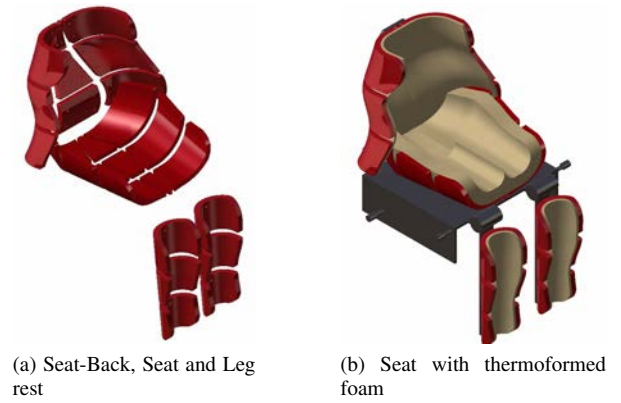 (a) Seat-Back, Seat and Leg
rest
(b) Seat with thermoformed
foam